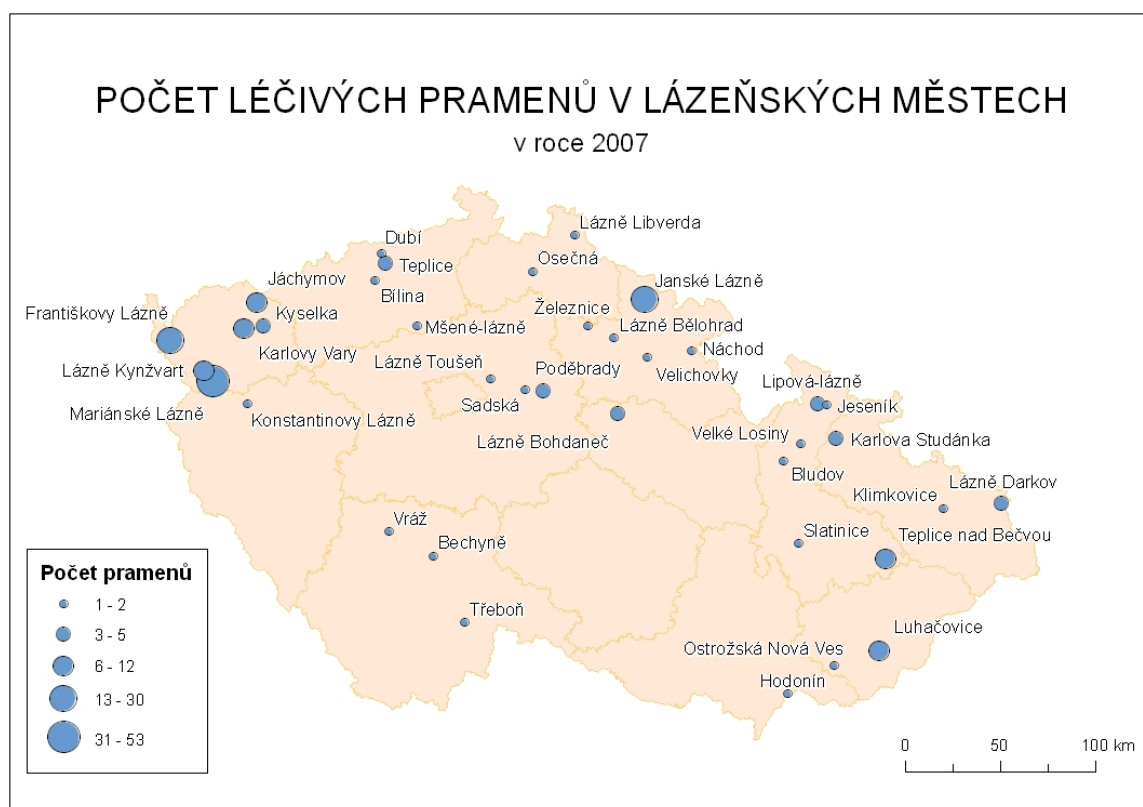 POČET LÉČIVÝCH PRAMENŮ V LÁZEŇSKÝCH MĚSTECH
v roce 2007
Lázně Libverda
Dubí
Osečná
Teplice
Jáchymov
Janské Lázně
Bílina
Františkovy Lázně
Kyselka
Železnice
Mšené-lázně
Lázně Bělohrad
Karlovy Vary
Náchod
Lázně Toušeň
Poděbrady
Velichovky
Lázně Kynžvart
Lipová-lázně
Sadská
Jeseník
Mariánské Lázně
Konstantinovy Lázně
Lázně Bohdaneč
Velké Losiny
Karlova Studánka
Bludov
Lázně Darkov
Klimkovice
Vráž
Slatinice
Teplice nad Bečvou
Bechyně
Počet pramenů
1 - 2
3 - 5
6 - 12
13 - 30
31 - 53
Třeboň
Luhačovice
Ostrožská Nová Ves
Hodonín
0 50 100 km